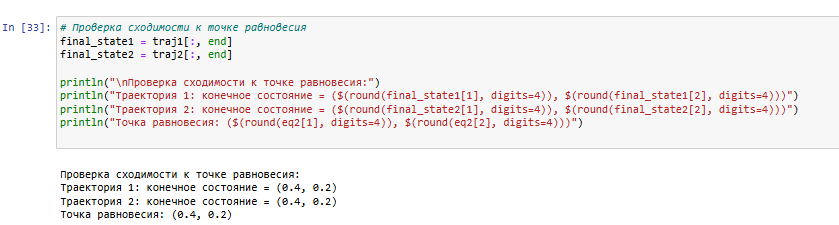 In [33]: # Проверка сходимости к точке равновесия
final_state1 = traj1[:, end]
final_state2 = traj2[:, end]
println("\nПроверка сходимости к точке равновесия:")
println("Траектория 1: конечное состояние = ($(round(final_state1[1], digits=4)), $(round(final_state1[2], digits=4)))")
println("Траектория 2: конечное состояние = ($(round(final_state2[1], digits=4)), $(round(final_state2[2], digits=4)))")
println("Точка равновесия: ($(round(eq2[1], digits=4)), $(round(eq2[2], digits=4)))")
Проверка сходимости к точке равновесия:
Траектория 1: конечное состояние = (0.4, 0.2)
Траектория 2: конечное состояние = (0.4, 0.2)
Точка равновесия: (0.4, 0.2)